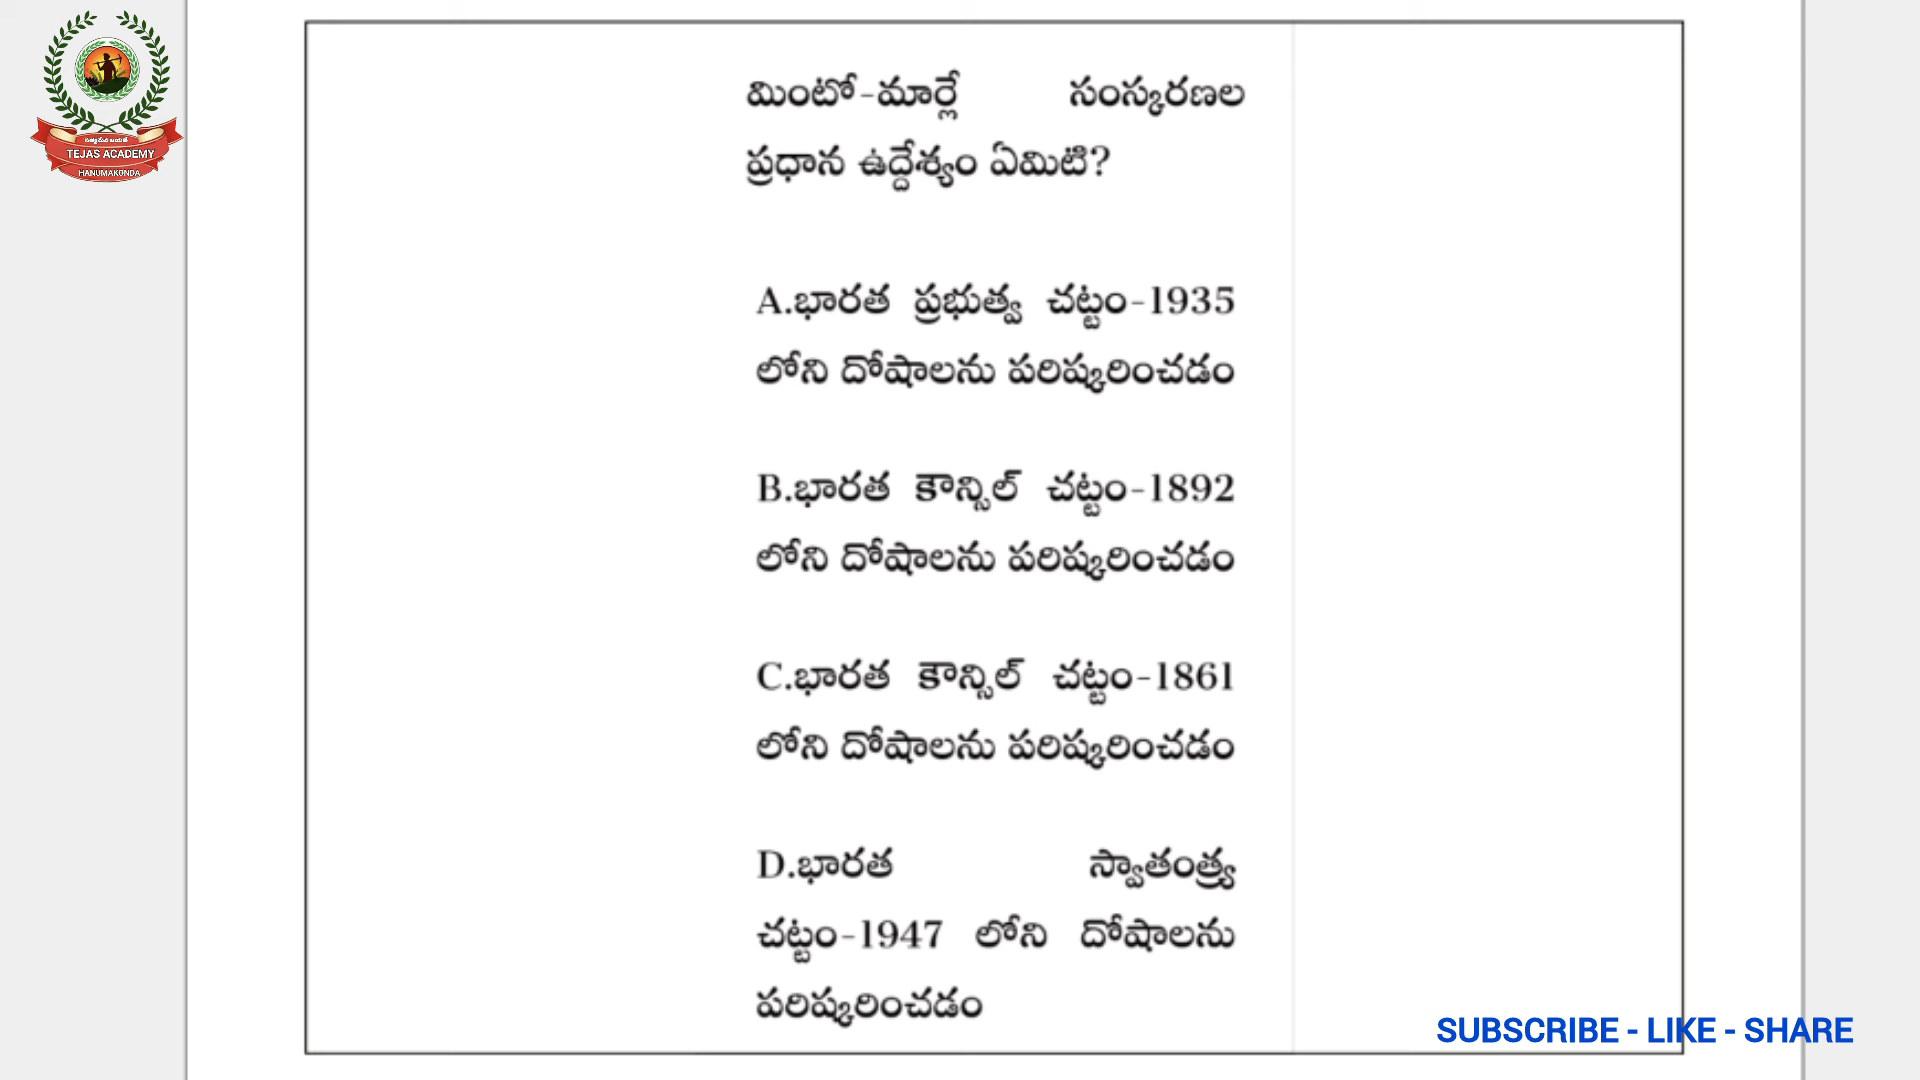 TEJAS ACADEMY
HANUMAKONDA
మింటో-మార్లే సంస్కరణల
ప్రధాన ఉద్దేశ్యం ఏమిటి?
A.భారత ప్రభుత్వ చట్టం-1935
లోని దోషాలను పరిష్కరించడం
B.భారత కౌన్సిల్ చట్టం-1892
లోని దోషాలను పరిష్కరించడం
C.భారత కౌన్సిల్ చట్టం-1861
లోని దోషాలను పరిష్కరించడం
D.భారత స్వాతంత్ర్య
చట్టం-1947 లోని దోషాలను
పరిష్కరించడం
SUBSCRIBE - LIKE - SHARE